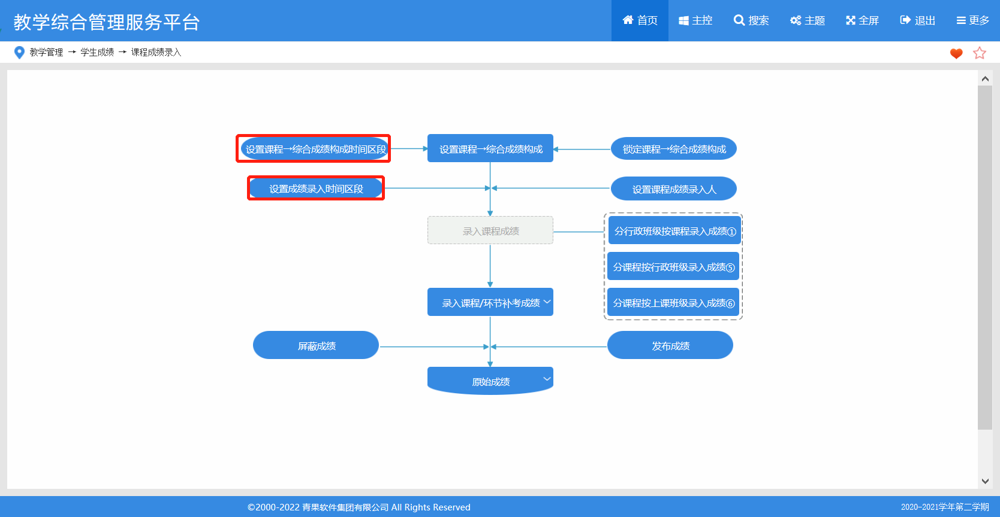 教学综合管理服务平台
首页 主控 搜索 主题 全屏 退出 更多
教学管理 → 学生成绩 → 课程成绩录入
设置课程→综合成绩构成时间区段
设置课程→综合成绩构成
锁定课程→综合成绩构成
设置成绩录入时间区段
设置课程成绩录入人
录入课程成绩
分行政班级按课程录入成绩①
分课程按行政班级录入成绩⑤
录入课程/环节补考成绩
分课程按上课班级录入成绩⑥
屏蔽成绩
发布成绩
原始成绩
©2000-2022 青果软件集团有限公司 All Rights Reserved
2020-2021学年第二学期